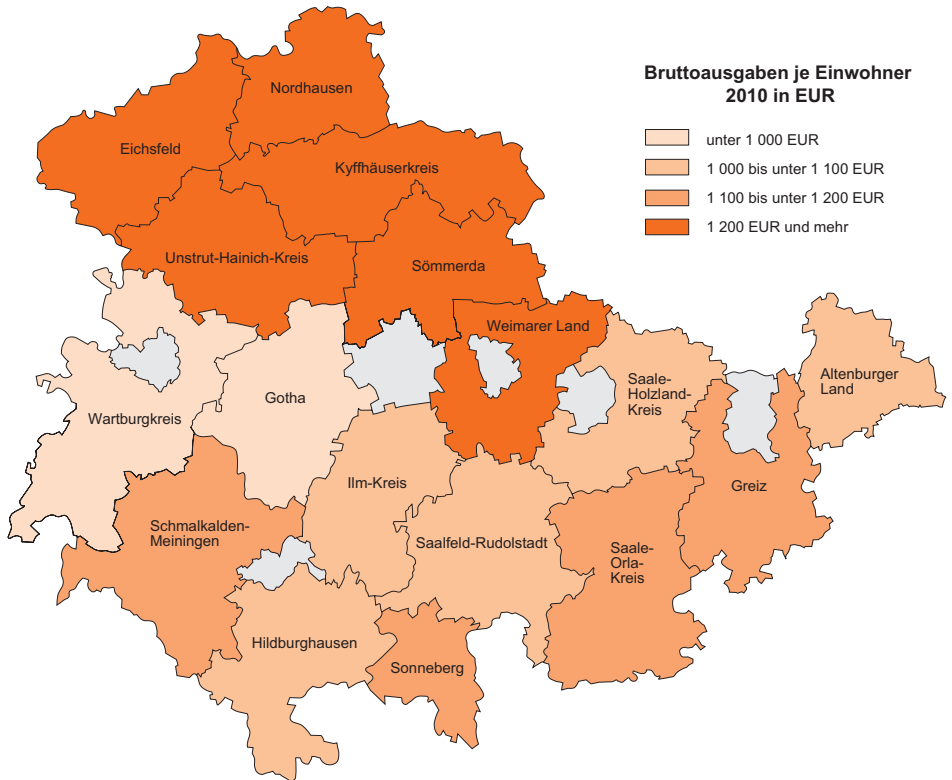 Bruttoausgaben je Einwohner
2010 in EUR
unter 1 000 EUR
1 000 bis unter 1 100 EUR
1 100 bis unter 1 200 EUR
1 200 EUR und mehr
Nordhausen
Eichsfeld
Kyffhäuserkreis
Unstrut-Hainich-Kreis
Sömmerda
Weimarer Land
Saale-
Holzland-
Kreis
Altenburger
Land
Gotha
Wartburgkreis
Ilm-Kreis
Greiz
Schmalkalden-
Meiningen
Saalfeld-Rudolstadt
Saale-
Orla-
Kreis
Hildburghausen
Sonneberg